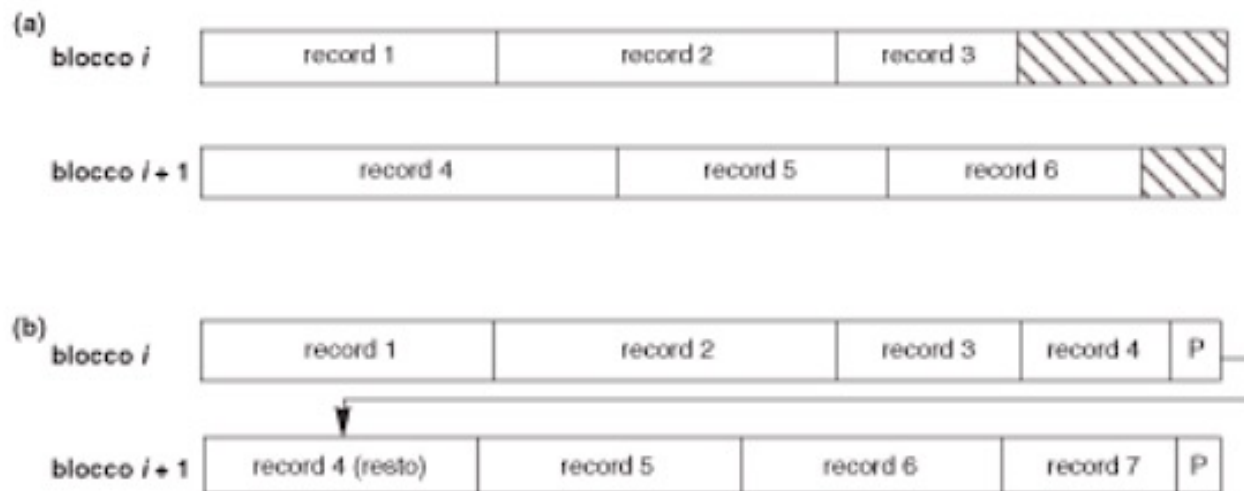 (a)
blocco i record 1 record 2 record 3
blocco i + 1 record 4 record 5 record 6
(b)
blocco i record 1 record 2 record 3 record 4 P
blocco i + 1 record 4 (resto) record 5 record 6 record 7 P